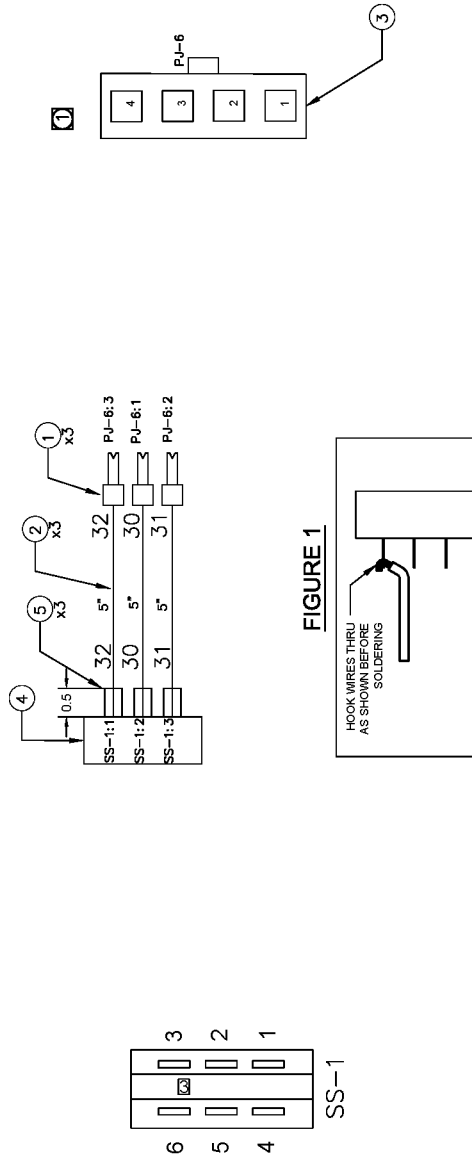 1
PJ-6
4
3
2
1
3
1
x3
2
x3
5
x3
4
0.5
SS-1:1 32 5" 32 PJ-6:3
SS-1:2 30 5" 30 PJ-6:1
SS-1:3 31 5" 31 PJ-6:2
FIGURE 1
HOOK WIRES THRU
AS SHOWN BEFORE
SOLDERING
6 3 3
5 2
4 1
SS-1